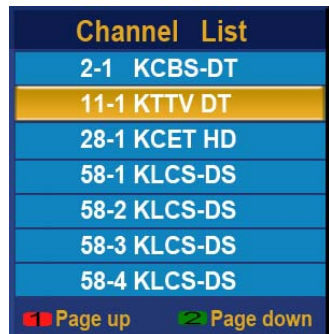 Channel List
2-1 KCBS-DT
11-1 KTTV DT
28-1 KCET HD
58-1 KLCS-DS
58-2 KLCS-DS
58-3 KLCS-DS
58-4 KLCS-DS
1 Page up 2 Page down